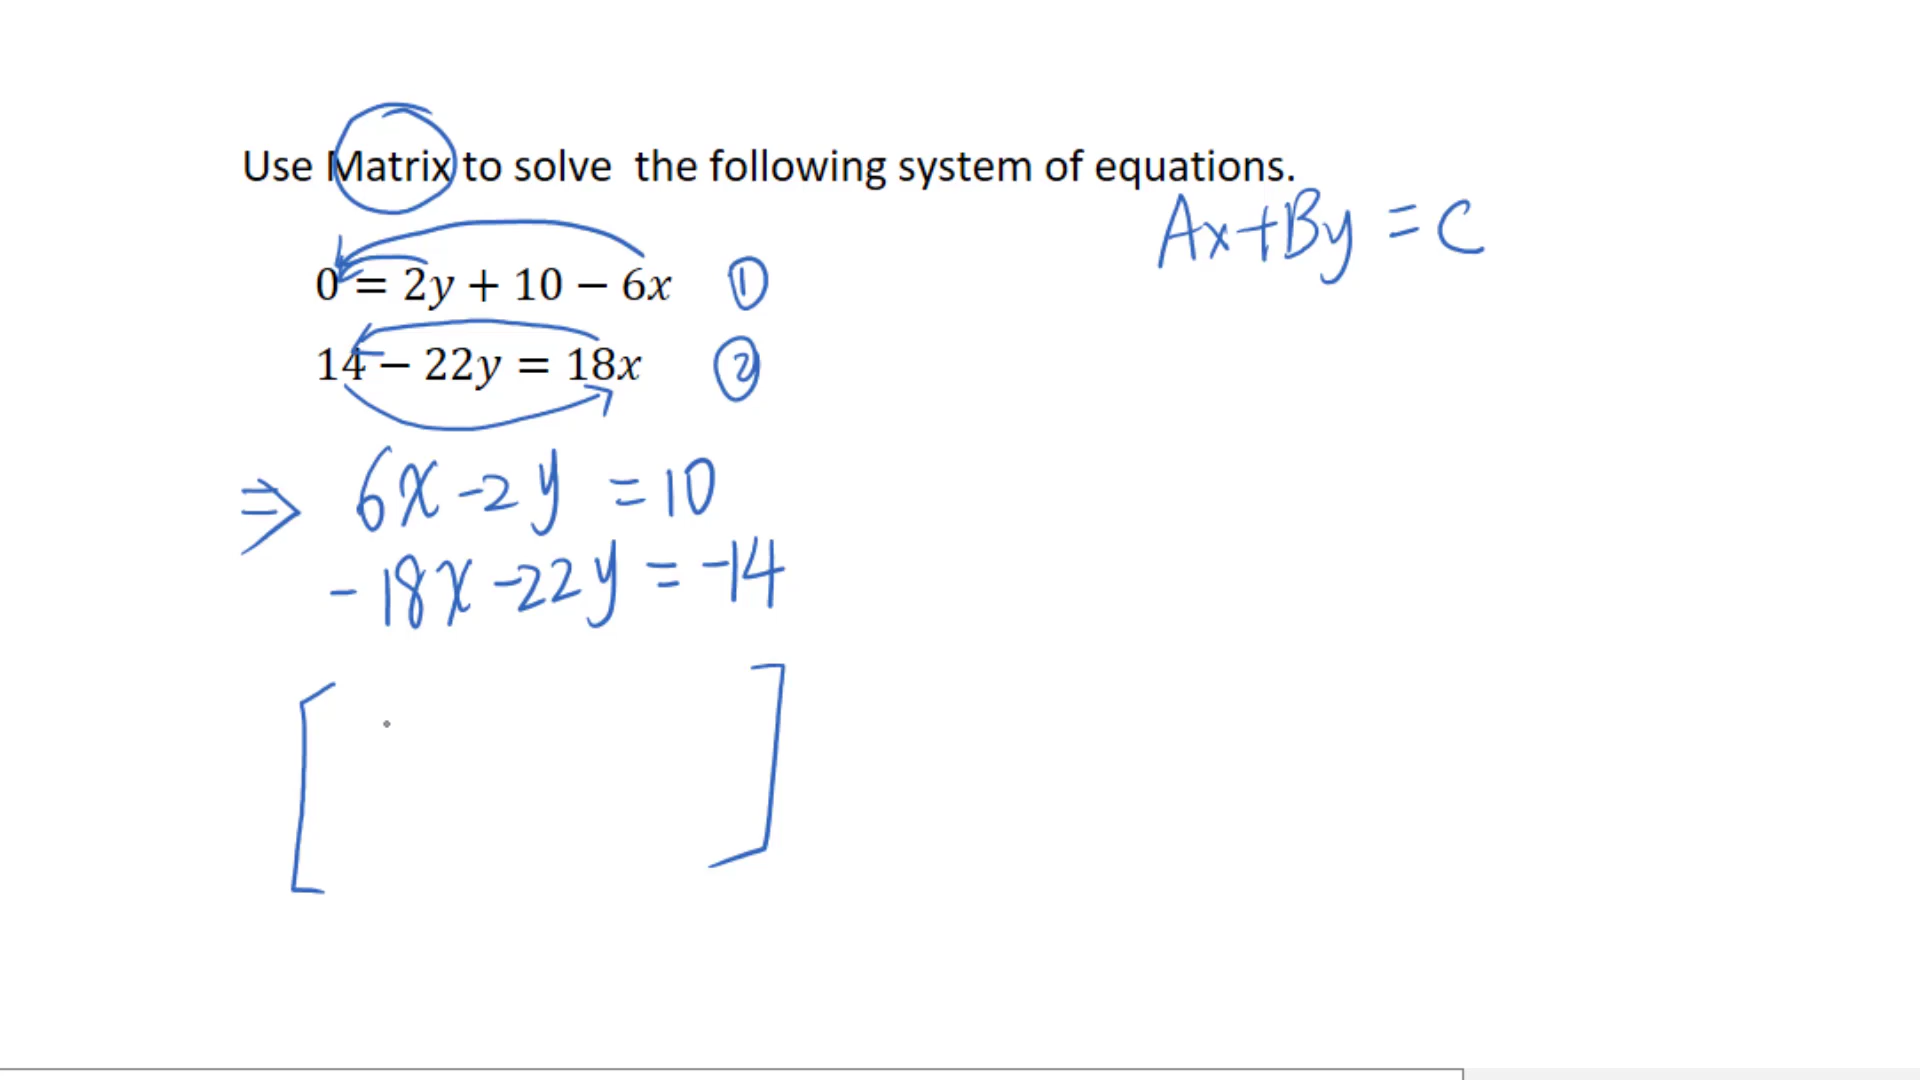 Use Matrix to solve the following system of equations.
Ax+By = C
0 = 2y + 10 − 6x ①
14 − 22y = 18x ②
⇒ 6x -2y = 10
- 18x -22y = -14